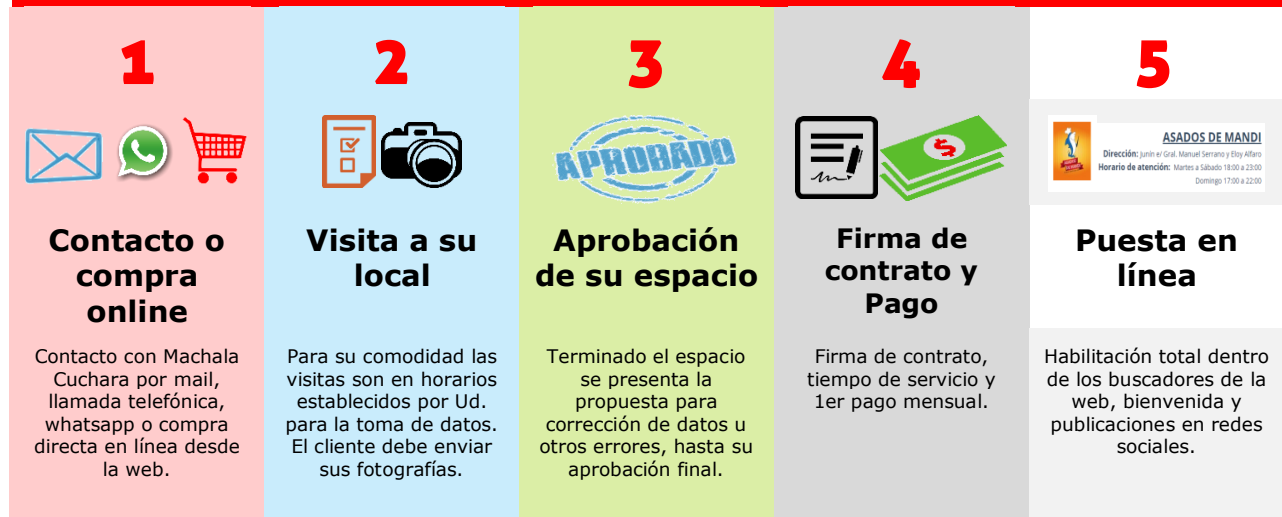 1
2
3
4
5
APROBADO
ASADOS DE MANDI
Dirección: Junín e/ Gral. Manuel Serrano y Eloy Alfaro
Horario de atención: Martes a Sábado 18:00 a 23:00
Domingo 17:00 a 22:00
Contacto o
compra
online
Contacto con Machala
Cuchara por mail,
llamada telefónica,
whatsapp o compra
directa en línea desde
la web.
Visita a su
local
Para su comodidad las
visitas son en horarios
establecidos por Ud.
para la toma de datos.
El cliente debe enviar
sus fotografías.
Aprobación
de su espacio
Terminado el espacio
se presenta la
propuesta para
corrección de datos u
otros errores, hasta su
aprobación final.
Firma de
contrato y
Pago
Firma de contrato,
tiempo de servicio y
1er pago mensual.
Puesta en
línea
Habilitación total dentro
de los buscadores de la
web, bienvenida y
publicaciones en redes
sociales.